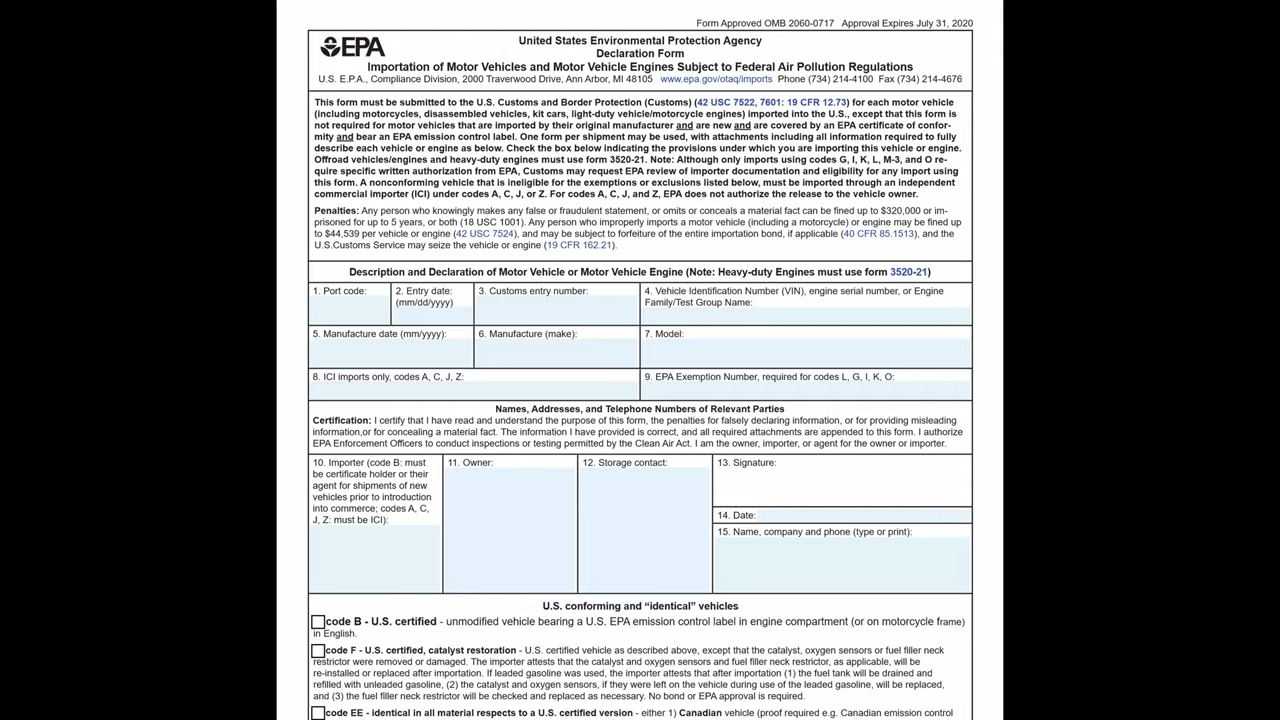 Form Approved OMB 2060-0717 Approval Expires July 31, 2020
EPA
United States Environmental Protection Agency
Declaration Form
Importation of Motor Vehicles and Motor Vehicle Engines Subject to Federal Air Pollution Regulations
U.S. E.P.A., Compliance Division, 2000 Traverwood Drive, Ann Arbor, MI 48105 www.epa.gov/otaq/imports Phone (734) 214-4100 Fax (734) 214-4676
This form must be submitted to the U.S. Customs and Border Protection (Customs) (42 USC 7522, 7601: 19 CFR 12.73) for each motor vehicle
(including motorcycles, disassembled vehicles, kit cars, light-duty vehicle/motorcycle engines) imported into the U.S., except that this form is
not required for motor vehicles that are imported by their original manufacturer and are new and are covered by an EPA certificate of confor-
mity and bear an EPA emission control label. One form per shipment may be used, with attachments including all information required to fully
describe each vehicle or engine as below. Check the box below indicating the provisions under which you are importing this vehicle or engine.
Offroad vehicles/engines and heavy-duty engines must use form 3520-21. Note: Although only imports using codes G, I, K, L, M-3, and O re-
quire specific written authorization from EPA, Customs may request EPA review of importer documentation and eligibility for any import using
this form. A nonconforming vehicle that is ineligible for the exemptions or exclusions listed below, must be imported through an independent
commercial importer (ICI) under codes A, C, J, or Z. For codes A, C, J, and Z, EPA does not authorize the release to the vehicle owner.
Penalties: Any person who knowingly makes any false or fraudulent statement, or omits or conceals a material fact can be fined up to $320,000 or im-
prisoned for up to 5 years, or both (18 USC 1001). Any person who improperly imports a motor vehicle (including a motorcycle) or engine may be fined up
to $44,539 per vehicle or engine (42 USC 7524), and may be subject to forfeiture of the entire importation bond, if applicable (40 CFR 85.1513), and the
U.S.Customs Service may seize the vehicle or engine (19 CFR 162.21).
Description and Declaration of Motor Vehicle or Motor Vehicle Engine (Note: Heavy-duty Engines must use form 3520-21)
1. Port code:
2. Entry date:
(mm/dd/yyyy)
3. Customs entry number:
4. Vehicle Identification Number (VIN), engine serial number, or Engine
Family/Test Group Name:
5. Manufacture date (mm/yyyy):
6. Manufacture (make):
7. Model:
8. ICI imports only, codes A, C, J, Z:
9. EPA Exemption Number, required for codes L, G, I, K, O:
Names, Addresses, and Telephone Numbers of Relevant Parties
Certification: I certify that I have read and understand the purpose of this form, the penalties for falsely declaring information, or for providing misleading
information,or for concealing a material fact. The information I have provided is correct, and all required attachments are appended to this form. I authorize
EPA Enforcement Officers to conduct inspections or testing permitted by the Clean Air Act. I am the owner, importer, or agent for the owner or importer.
10. Importer (code B: must
be certificate holder or their
agent for shipments of new
vehicles prior to introduction
into commerce; codes A, C,
J, Z: must be ICI):
11. Owner:
12. Storage contact:
13. Signature:
14. Date:
15. Name, company and phone (type or print):
U.S. conforming and “identical” vehicles
code B - U.S. certified - unmodified vehicle bearing a U.S. EPA emission control label in engine compartment (or on motorcycle frame)
in English.
code F - U.S. certified, catalyst restoration - U.S. certified vehicle as described above, except that the catalyst, oxygen sensors or fuel filler neck
restrictor were removed or damaged. The importer attests that the catalyst and oxygen sensors and fuel filler neck restrictor, as applicable, will be
re-installed or replaced after importation. If leaded gasoline was used, the importer attests that after importation (1) the fuel tank will be drained and
refilled with unleaded gasoline, (2) the catalyst and oxygen sensors, if they were left on the vehicle during use of the leaded gasoline, will be replaced,
and (3) the fuel filler neck restrictor will be checked and replaced as necessary. No bond or EPA approval is required.
code EE - identical in all material respects to a U.S. certified version - either 1) Canadian vehicle (proof required e.g. Canadian emission control